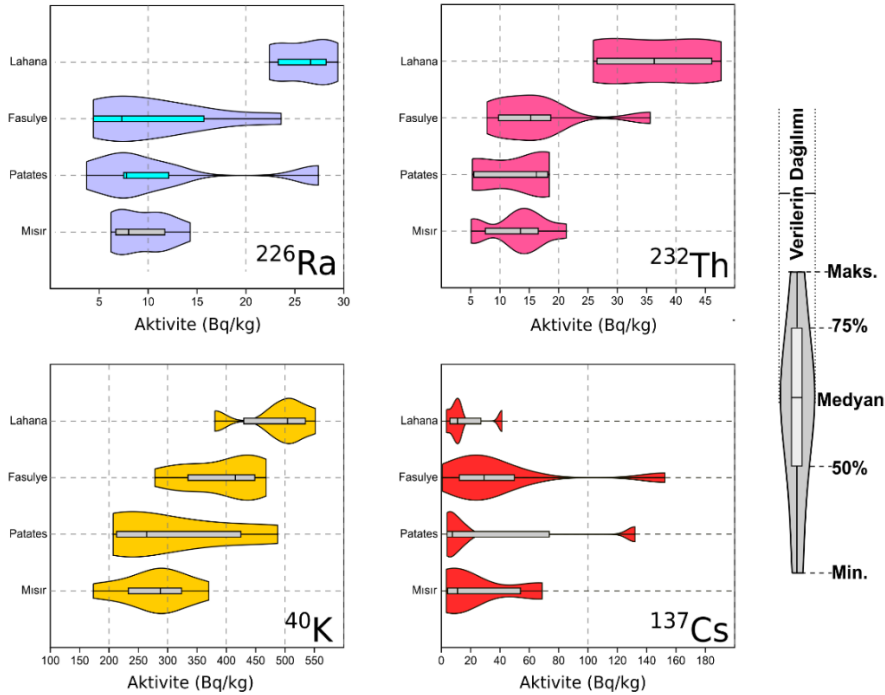 Lahana
Fasulye
Patates
Mısır
226Ra
5 10 15 20 25 30
Aktivite (Bq/kg)
Lahana
Fasulye
Patates
Mısır
232Th
5 10 15 20 25 30 35 40 45
Aktivite (Bq/kg)
Lahana
Fasulye
Patates
Mısır
40K
100 150 200 250 300 350 400 450 500 550
Aktivite (Bq/kg)
Lahana
Fasulye
Patates
Mısır
137Cs
0 20 40 60 80 100 120 140 160 180
Aktivite (Bq/kg)
Verilerin Dağılımı
Maks.
75%
Medyan
50%
Min.